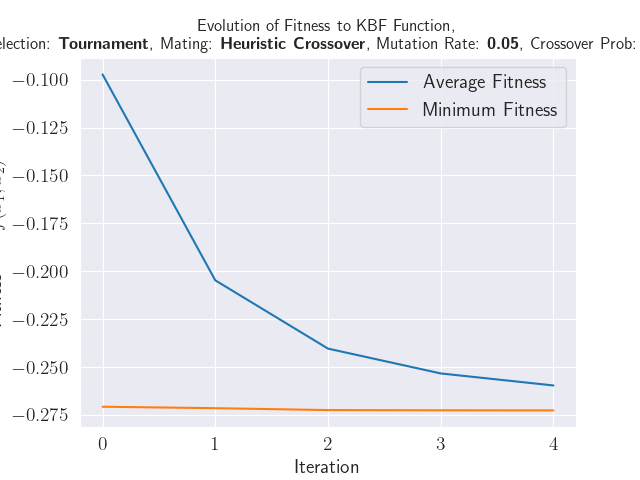 Evolution of Fitness to KBF Function,
election: Tournament, Mating: Heuristic Crossover, Mutation Rate: 0.05, Crossover Prob:
Average Fitness
Minimum Fitness
−0.100
−0.125
−0.150
−0.175
−0.200
−0.225
−0.250
−0.275
0 1 2 3 4
Iteration